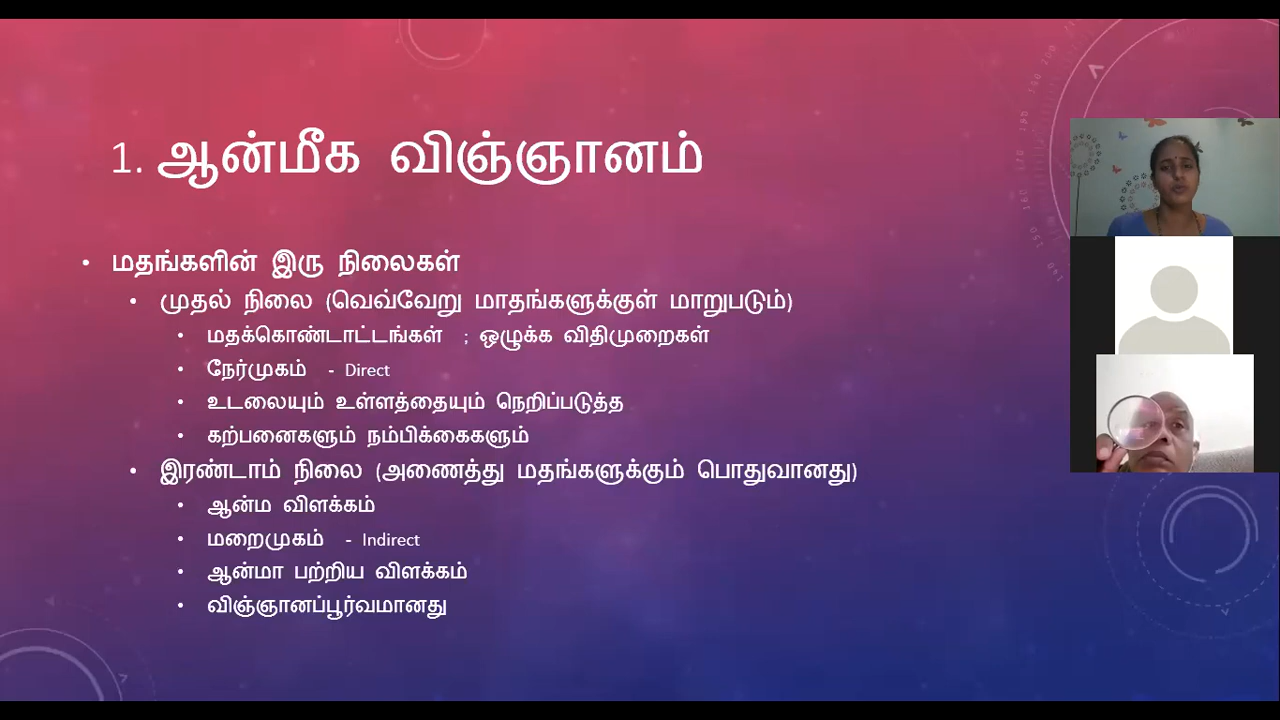 1. ஆன்மீக விஞ்ஞானம்
• மதங்களின் இரு நிலைகள்
• முதல் நிலை (வெவ்வேறு மாதங்களுக்குள் மாறுபடும்)
• மதக்கொண்டாட்டங்கள் ; ஒழுக்க விதிமுறைகள்
• நேர்முகம் - Direct
• உடலையும் உள்ளத்தையும் நெறிப்படுத்த
• கற்பனைகளும் நம்பிக்கைகளும்
• இரண்டாம் நிலை (அணைத்து மதங்களுக்கும் பொதுவானது)
• ஆன்ம விளக்கம்
• மறைமுகம் - Indirect
• ஆன்மா பற்றிய விளக்கம்
• விஞ்ஞானப்பூர்வமானது